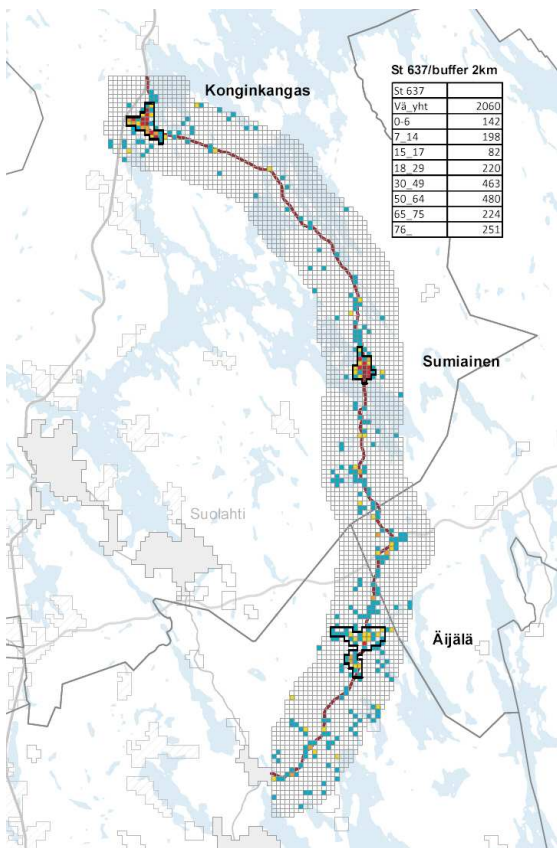 Konginkangas
St 637/buffer 2km
St 637
Vä_yht 2060
0-6 142
7_14 198
15_17 82
18_29 220
30_49 463
50_64 480
65_75 224
76_ 251
Sumiainen
Suolahti
Äijälä